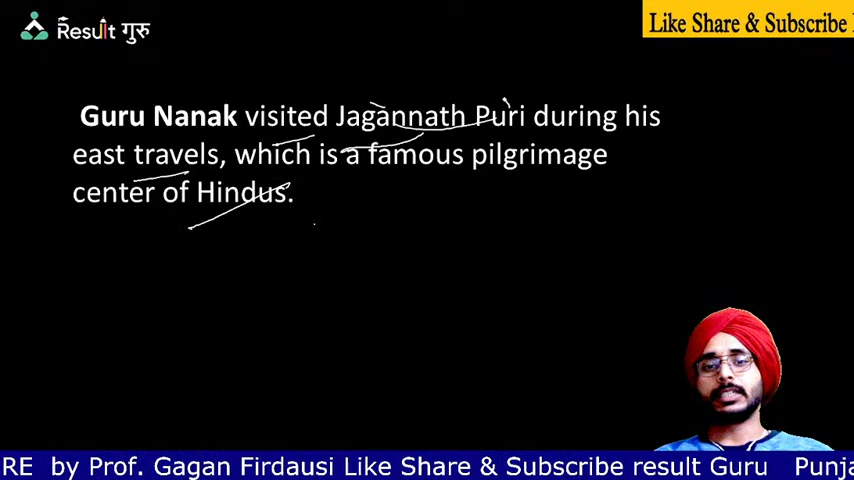 Result गुरु
Like Share & Subscribe
Guru Nanak visited Jagannath Puri during his
east travels, which is a famous pilgrimage
center of Hindus.
RE by Prof. Gagan Firdausi Like Share & Subscribe result Guru Punja